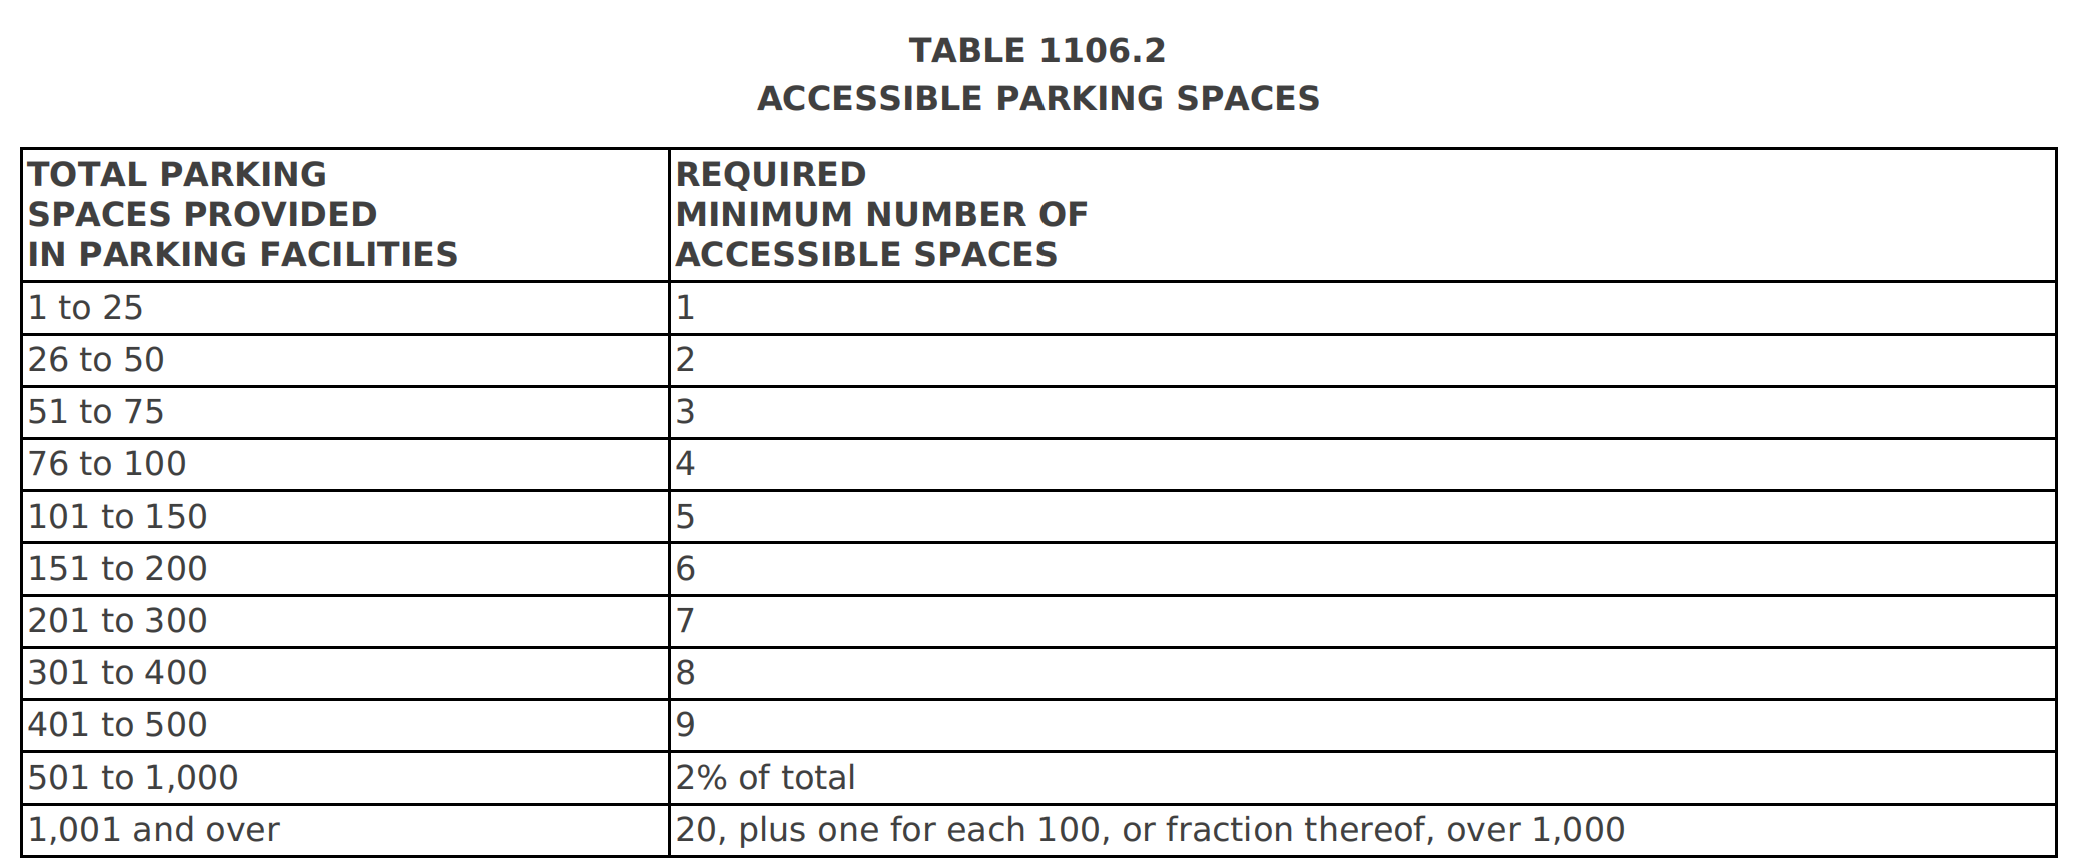 TABLE 1106.2
ACCESSIBLE PARKING SPACES
TOTAL PARKING
SPACES PROVIDED
IN PARKING FACILITIES
REQUIRED
MINIMUM NUMBER OF
ACCESSIBLE SPACES
1 to 25
1
26 to 50
2
51 to 75
3
76 to 100
4
101 to 150
5
151 to 200
6
201 to 300
7
301 to 400
8
401 to 500
9
501 to 1,000
2% of total
1,001 and over
20, plus one for each 100, or fraction thereof, over 1,000